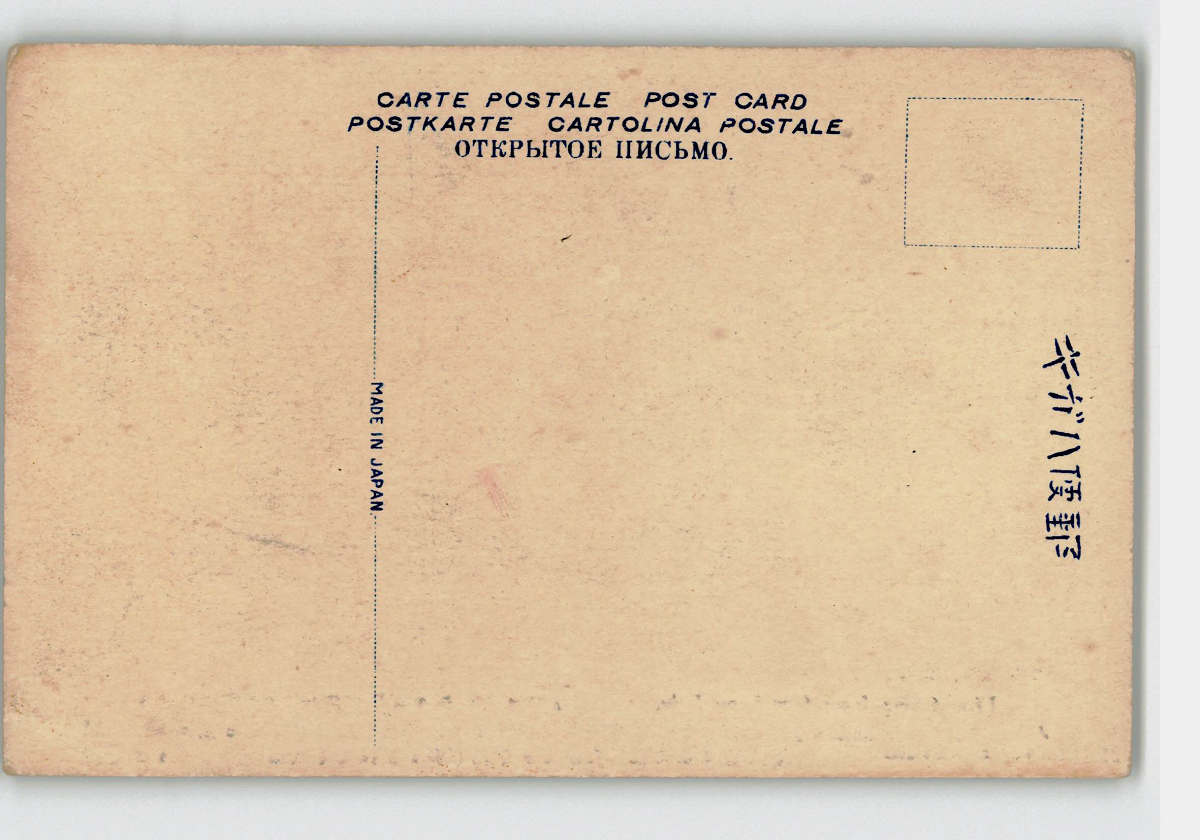 CARTE POSTALE POST CARD
POSTKARTE CARTOLINA POSTALE
ОТКРЫТОЕ ПИСЬМО.
MADE IN JAPAN
郵便ハガキ